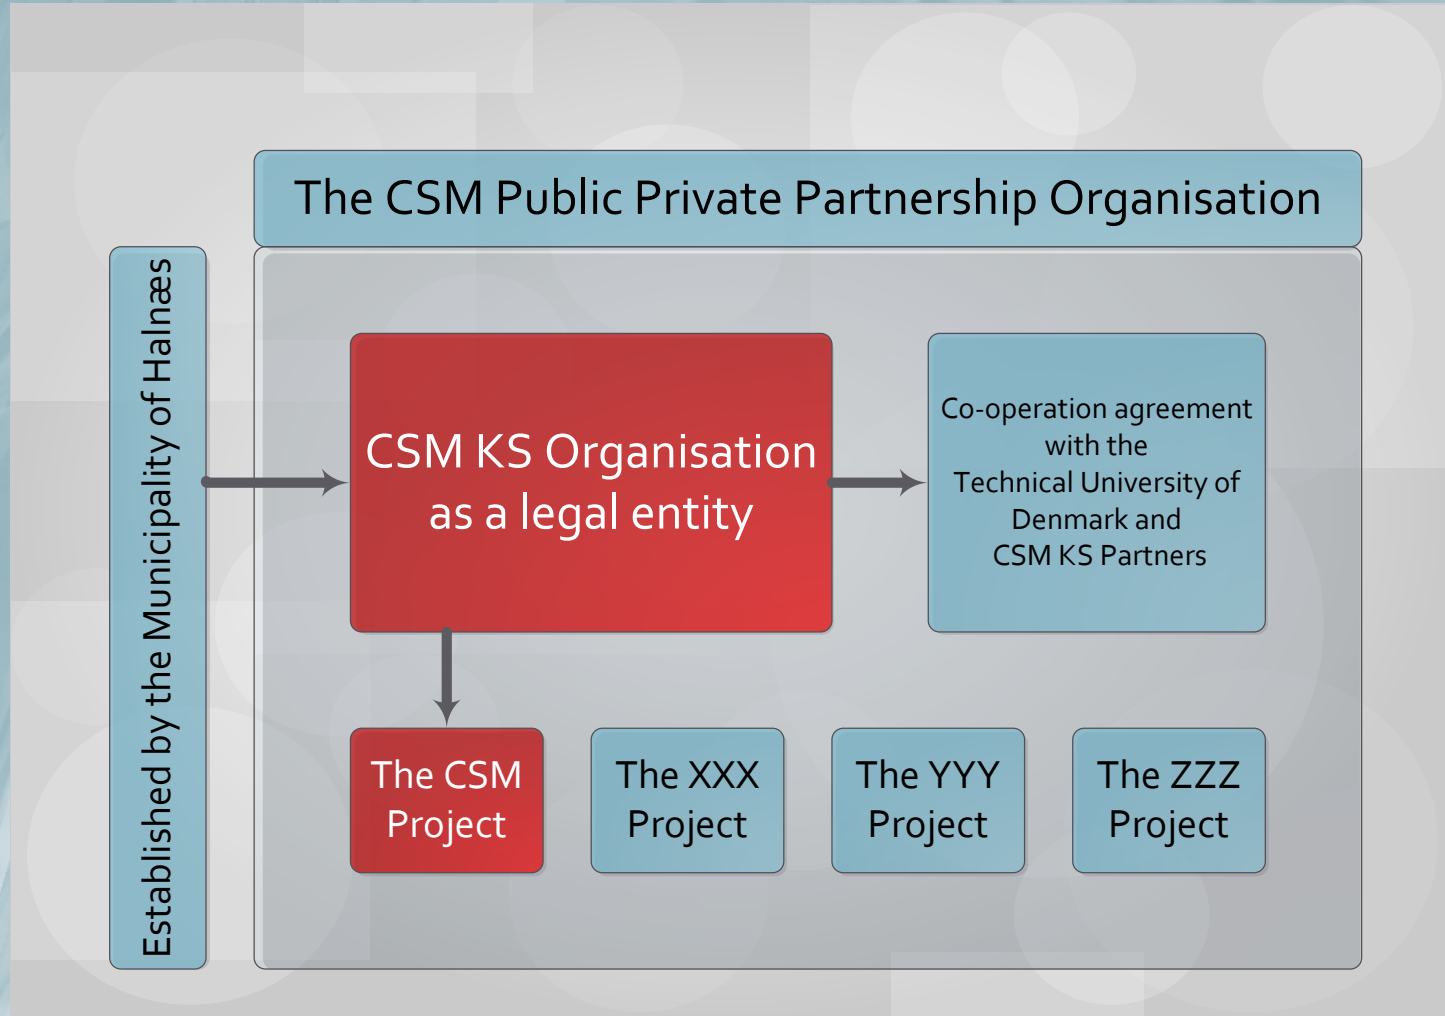 The CSM Public Private Partnership Organisation
Established by the Municipality of Halnæs
CSM KS Organisation
as a legal entity
Co-operation agreement
with the
Technical University of
Denmark and
CSM KS Partners
The CSM
Project
The XXX
Project
The YYY
Project
The ZZZ
Project